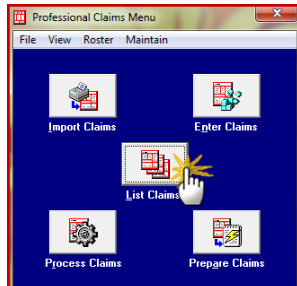 Professional Claims Menu
File View Roster Maintain
Import Claims Enter Claims
List Claims
Process Claims Prepare Claims